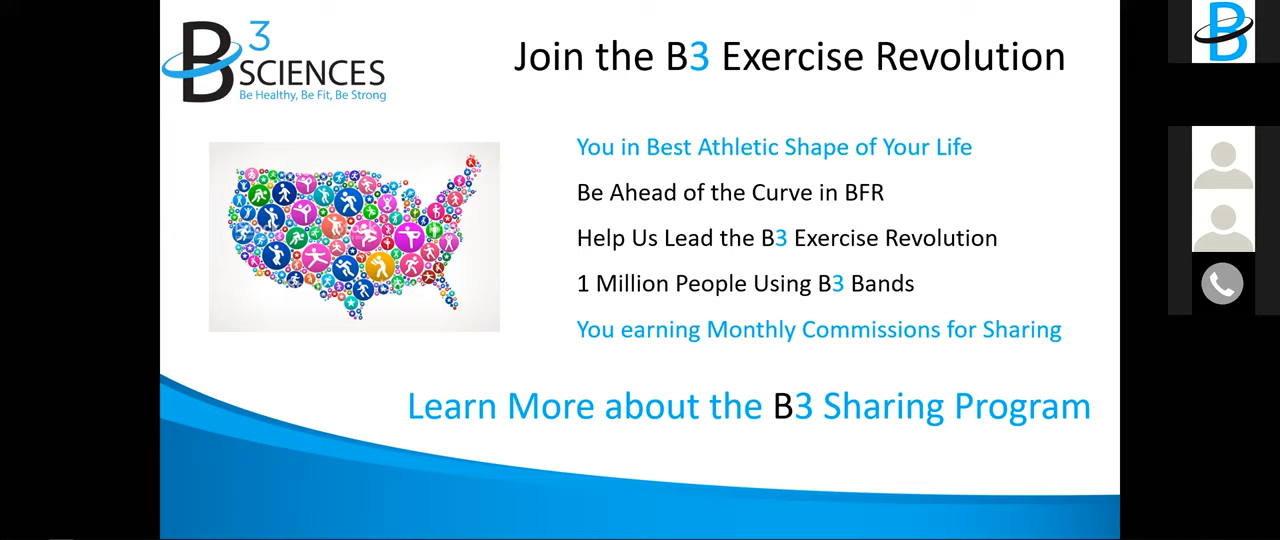 B3 SCIENCES
Be Healthy, Be Fit, Be Strong
Join the B3 Exercise Revolution
You in Best Athletic Shape of Your Life
Be Ahead of the Curve in BFR
Help Us Lead the B3 Exercise Revolution
1 Million People Using B3 Bands
You earning Monthly Commissions for Sharing
Learn More about the B3 Sharing Program
B